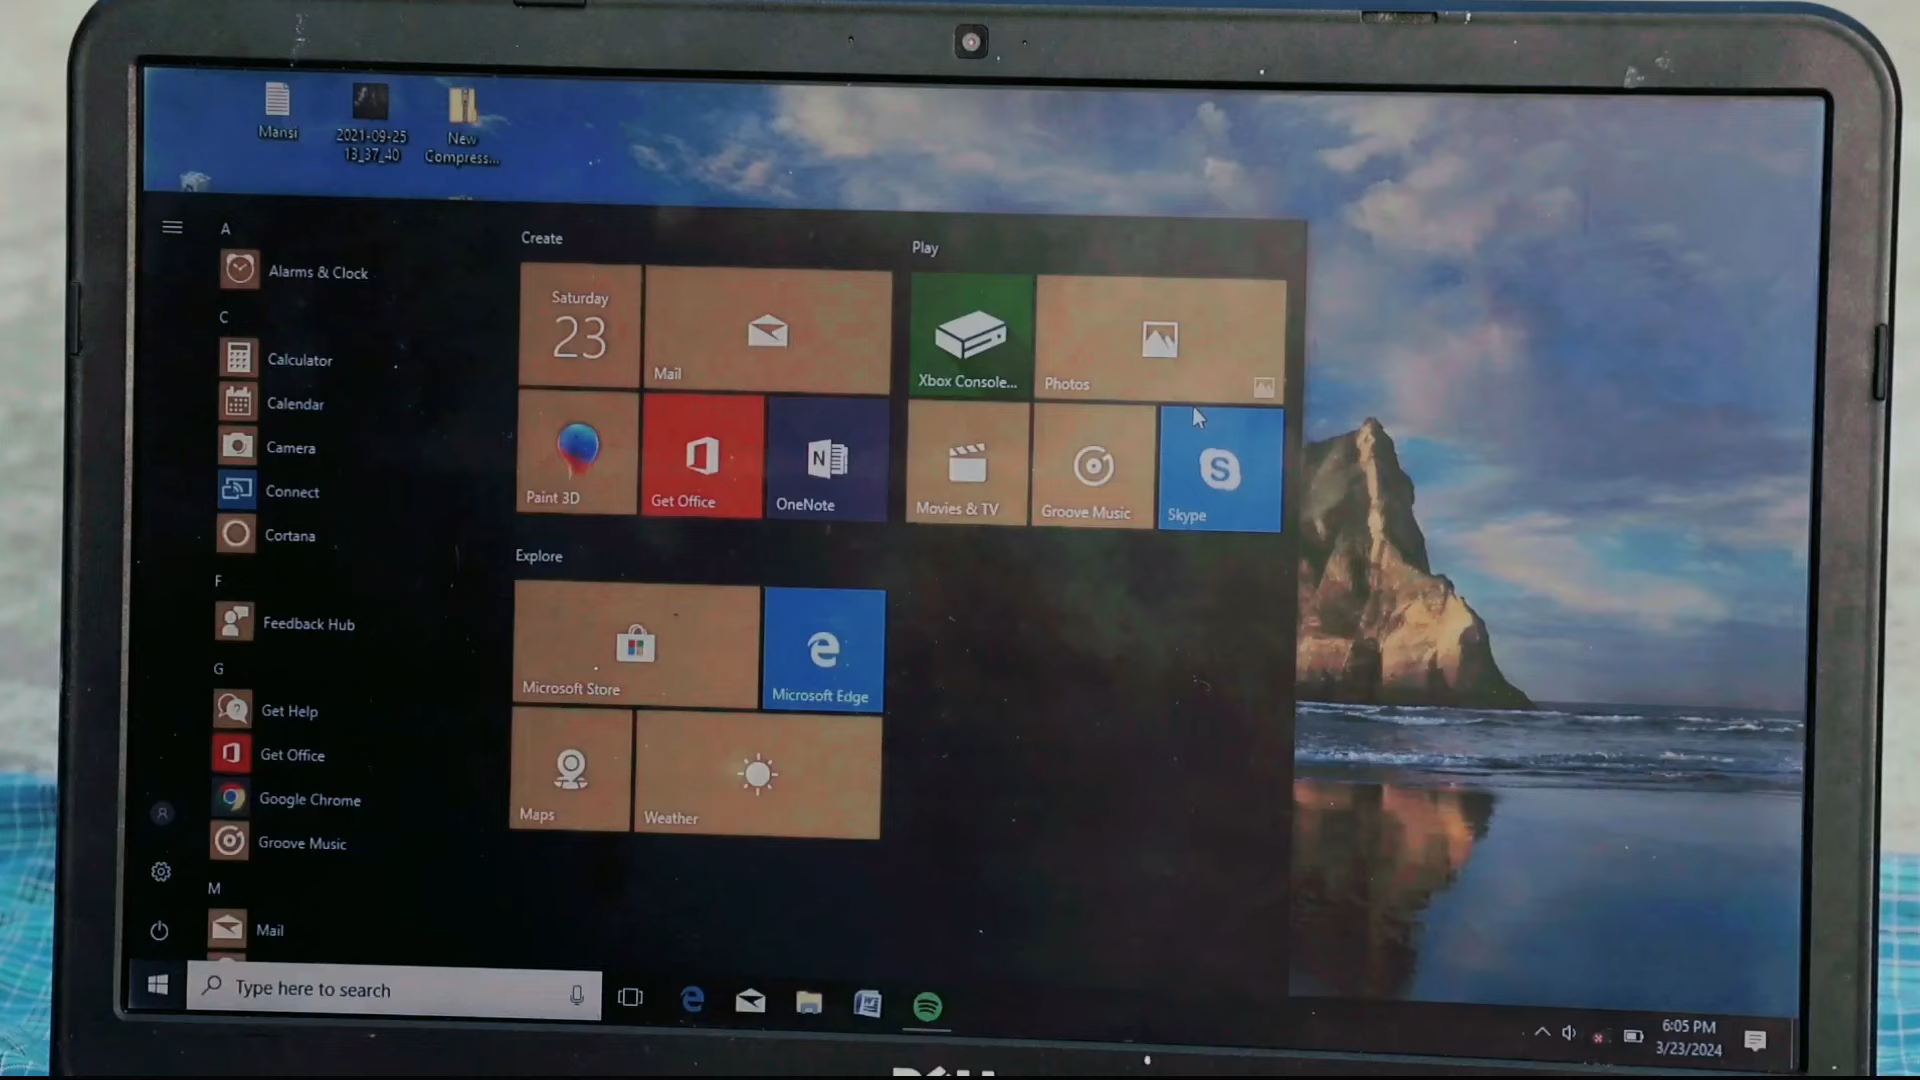 Mansi
2021-09-25
13_37_40
New
Compress...
A
Alarms & Clock
C
Calculator
Calendar
Camera
Connect
Cortana
F
Feedback Hub
G
Get Help
Get Office
Google Chrome
Groove Music
M
Mail
Create
Saturday
23
Mail
Paint 3D
Get Office
N
OneNote
Play
Xbox Console...
Photos
Movies & TV
Groove Music
S
Skype
Explore
Microsoft Store
Microsoft Edge
Maps
Weather
Type here to search
6:05 PM
3/23/2024